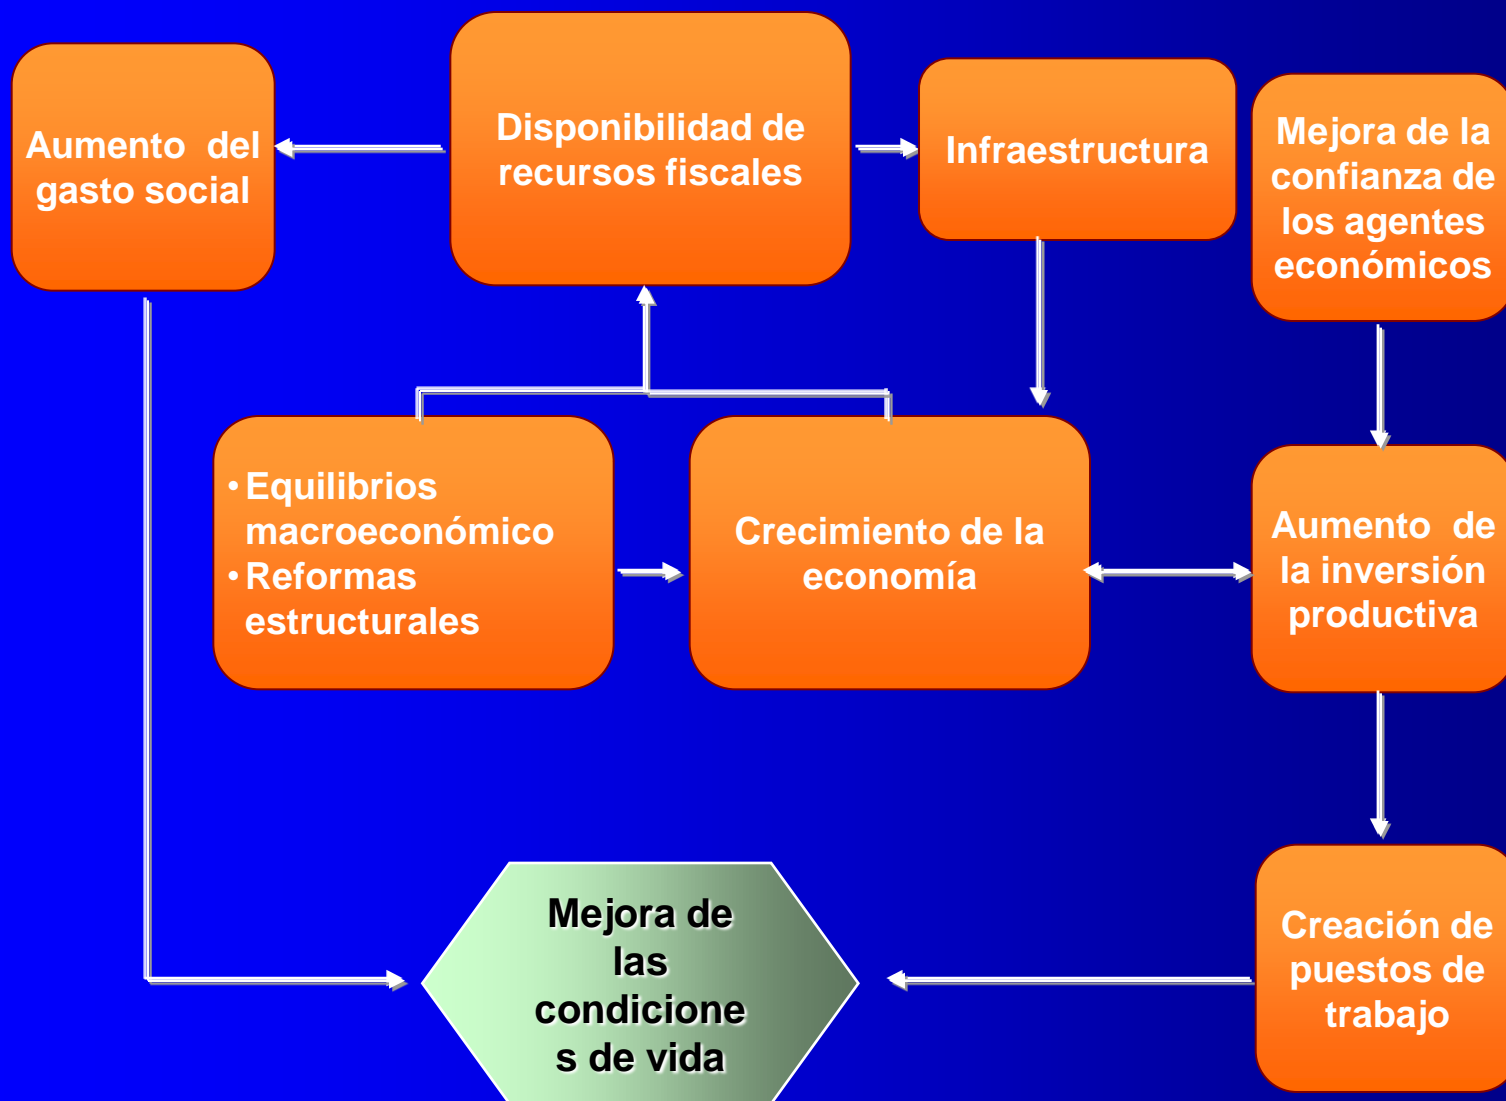 Aumento del
gasto social
Disponibilidad de
recursos fiscales
Infraestructura
Mejora de la
confianza de
los agentes
económicos
• Equilibrios
macroeconómico
• Reformas
estructurales
Crecimiento de la
economía
Aumento de
la inversión
productiva
Mejora de
las
condicione
s de vida
Creación de
puestos de
trabajo